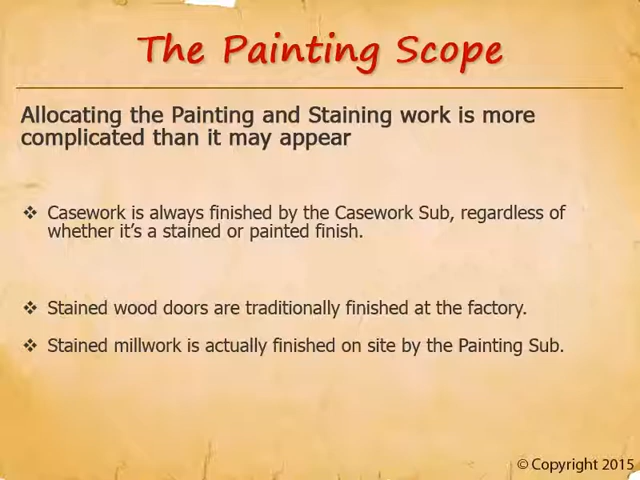 The Painting Scope
Allocating the Painting and Staining work is more
complicated than it may appear
❖ Casework is always finished by the Casework Sub, regardless of
whether it's a stained or painted finish.
❖ Stained wood doors are traditionally finished at the factory.
❖ Stained millwork is actually finished on site by the Painting Sub.
© Copyright 2015